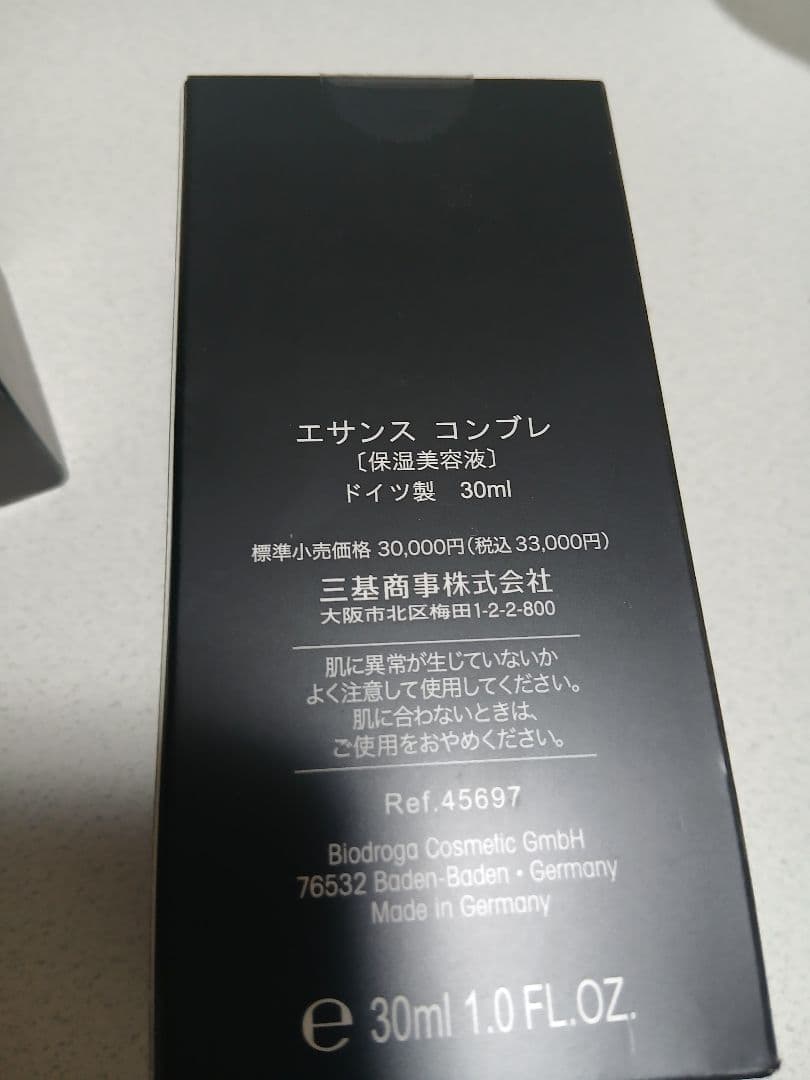 エサンス コンブレ
〔保湿美容液〕
ドイツ製 30ml
標準小売価格 30,000円(税込 33,000円)
三基商事株式会社
大阪市北区梅田1-2-2-800
肌に異常が生じていないか
よく注意して使用してください。
肌に合わないときは、
ご使用をおやめください。
Ref.45697
Biodroga Cosmetic GmbH
76532 Baden-Baden • Germany
Made in Germany
℮ 30ml 1.0 FL.OZ.